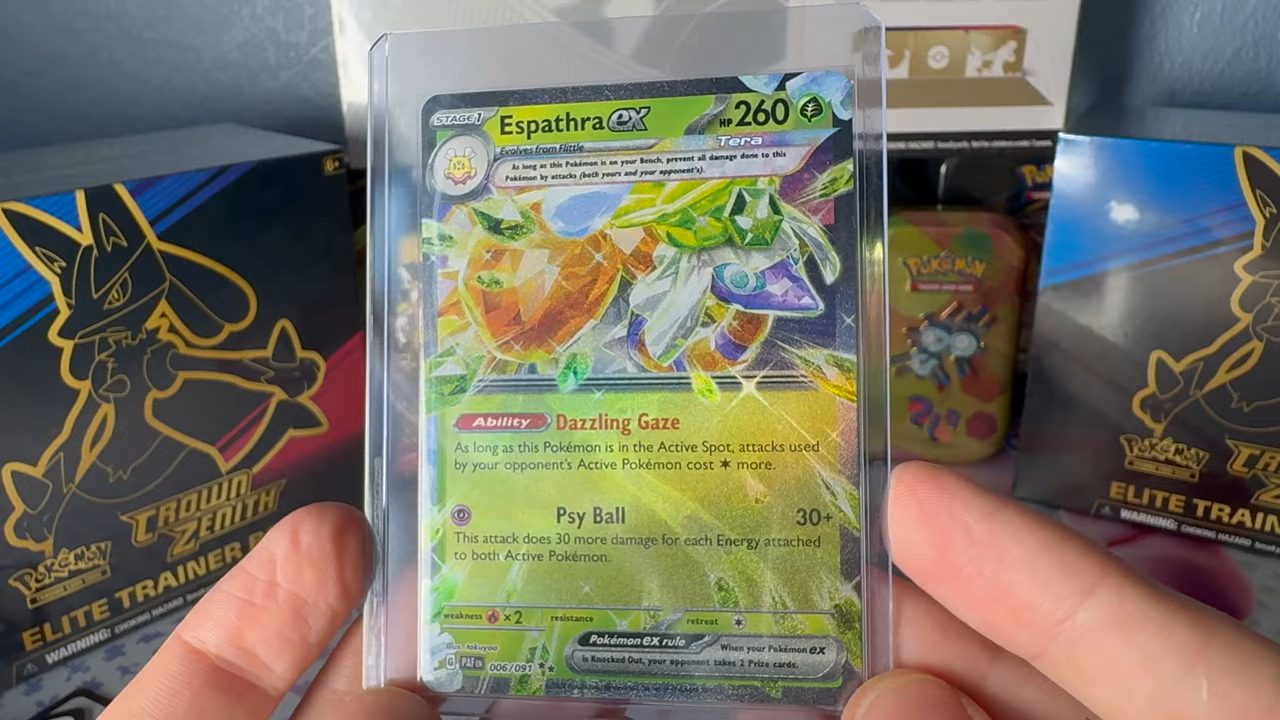 STAGE1
Espathra ex
HP 260
Evolves from Flittle
Tera
As long as this Pokémon is on your Bench, prevent all damage done to this
Pokémon by attacks (both yours and your opponent's).
Ability Dazzling Gaze
As long as this Pokémon is in the Active Spot, attacks used
by your opponent's Active Pokémon cost more.
Psy Ball 30+
This attack does 30 more damage for each Energy attached
to both Active Pokémon.
weakness ×2 resistance retreat
Illus. takuyoa
Pokémon ex rule
When your Pokémon ex
is Knocked Out, your opponent takes 2 Prize cards.
G PAF EN 006/091
6+
CROWN
ZENITH
POKÉMON
ELITE TRAINER
WARNING: CHOKING HAZARD
POKÉMON
POKÉMON
ELITE TRAIN
WARNING: CHOKING HAZARD